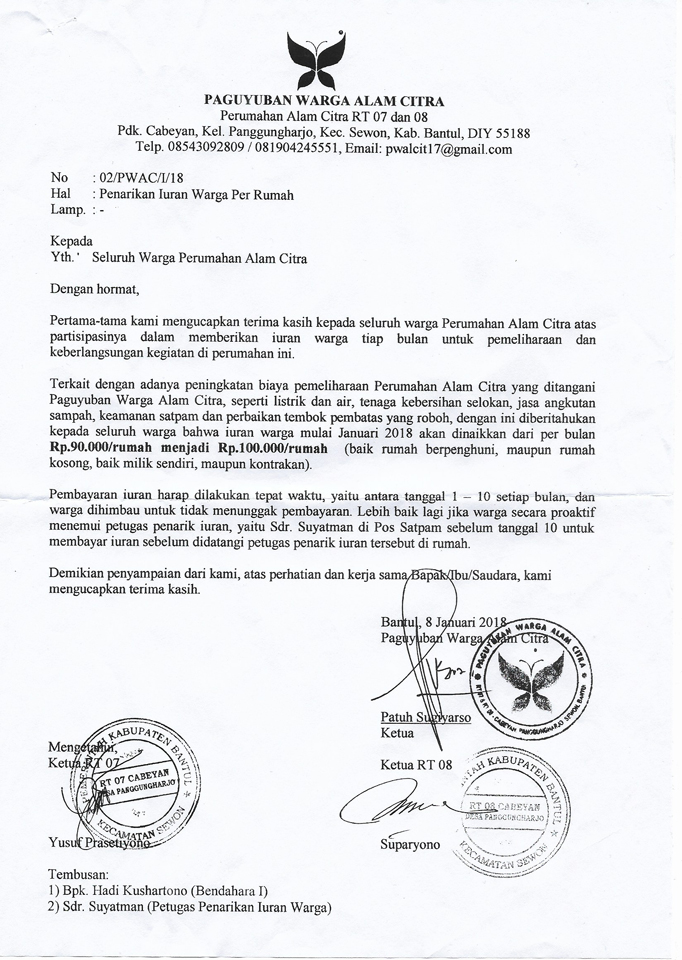 PAGUYUBAN WARGA ALAM CITRA
Perumahan Alam Citra RT 07 dan 08
Pdk. Cabeyan, Kel. Panggungharjo, Kec. Sewon, Kab. Bantul, DIY 55188
Telp. 08543092809 / 081904245551, Email: pwalcit17@gmail.com
No : 02/PWAC/I/18
Hal : Penarikan Iuran Warga Per Rumah
Lamp. : -
Kepada
Yth. Seluruh Warga Perumahan Alam Citra
Dengan hormat,
Pertama-tama kami mengucapkan terima kasih kepada seluruh warga Perumahan Alam Citra atas
partisipasinya dalam memberikan iuran warga tiap bulan untuk pemeliharaan dan
keberlangsungan kegiatan di perumahan ini.
Terkait dengan adanya peningkatan biaya pemeliharaan Perumahan Alam Citra yang ditangani
Paguyuban Warga Alam Citra, seperti listrik dan air, tenaga kebersihan selokan, jasa angkutan
sampah, keamanan satpam dan perbaikan tembok pembatas yang roboh, dengan ini diberitahukan
kepada seluruh warga bahwa iuran warga mulai Januari 2018 akan dinaikkan dari per bulan
Rp.90.000/rumah menjadi Rp.100.000/rumah (baik rumah berpenghuni, maupun rumah
kosong, baik milik sendiri, maupun kontrakan).
Pembayaran iuran harap dilakukan tepat waktu, yaitu antara tanggal 1 – 10 setiap bulan, dan
warga dihimbau untuk tidak menunggak pembayaran. Lebih baik lagi jika warga secara proaktif
menemui petugas penarik iuran, yaitu Sdr. Suyatman di Pos Satpam sebelum tanggal 10 untuk
membayar iuran sebelum didatangi petugas penarik iuran tersebut di rumah.
Demikian penyampaian dari kami, atas perhatian dan kerja sama Bapak/Ibu/Saudara, kami
mengucapkan terima kasih.
Bantul, 8 Januari 2018
Paguyuban Warga Alam Citra
PAGUYUBAN WARGA ALAM CITRA
CABEYAN PANGGUNGHARJO SEWON BANTUL
Patuh Sugiyarso
Ketua
Mengetahui,
Ketua RT 07
PEMERINTAH KABUPATEN BANTUL
RT 07 CABEYAN
DESA PANGGUNGHARJO
KECAMATAN SEWON
Yusuf Prasetiyono
Ketua RT 08
KABUPATEN BANTUL
RT 08 CABEYAN
DESA PANGGUNGHARJO
KECAMATAN SEWON
Suparyono
Tembusan:
1) Bpk. Hadi Kushartono (Bendahara I)
2) Sdr. Suyatman (Petugas Penarikan Iuran Warga)